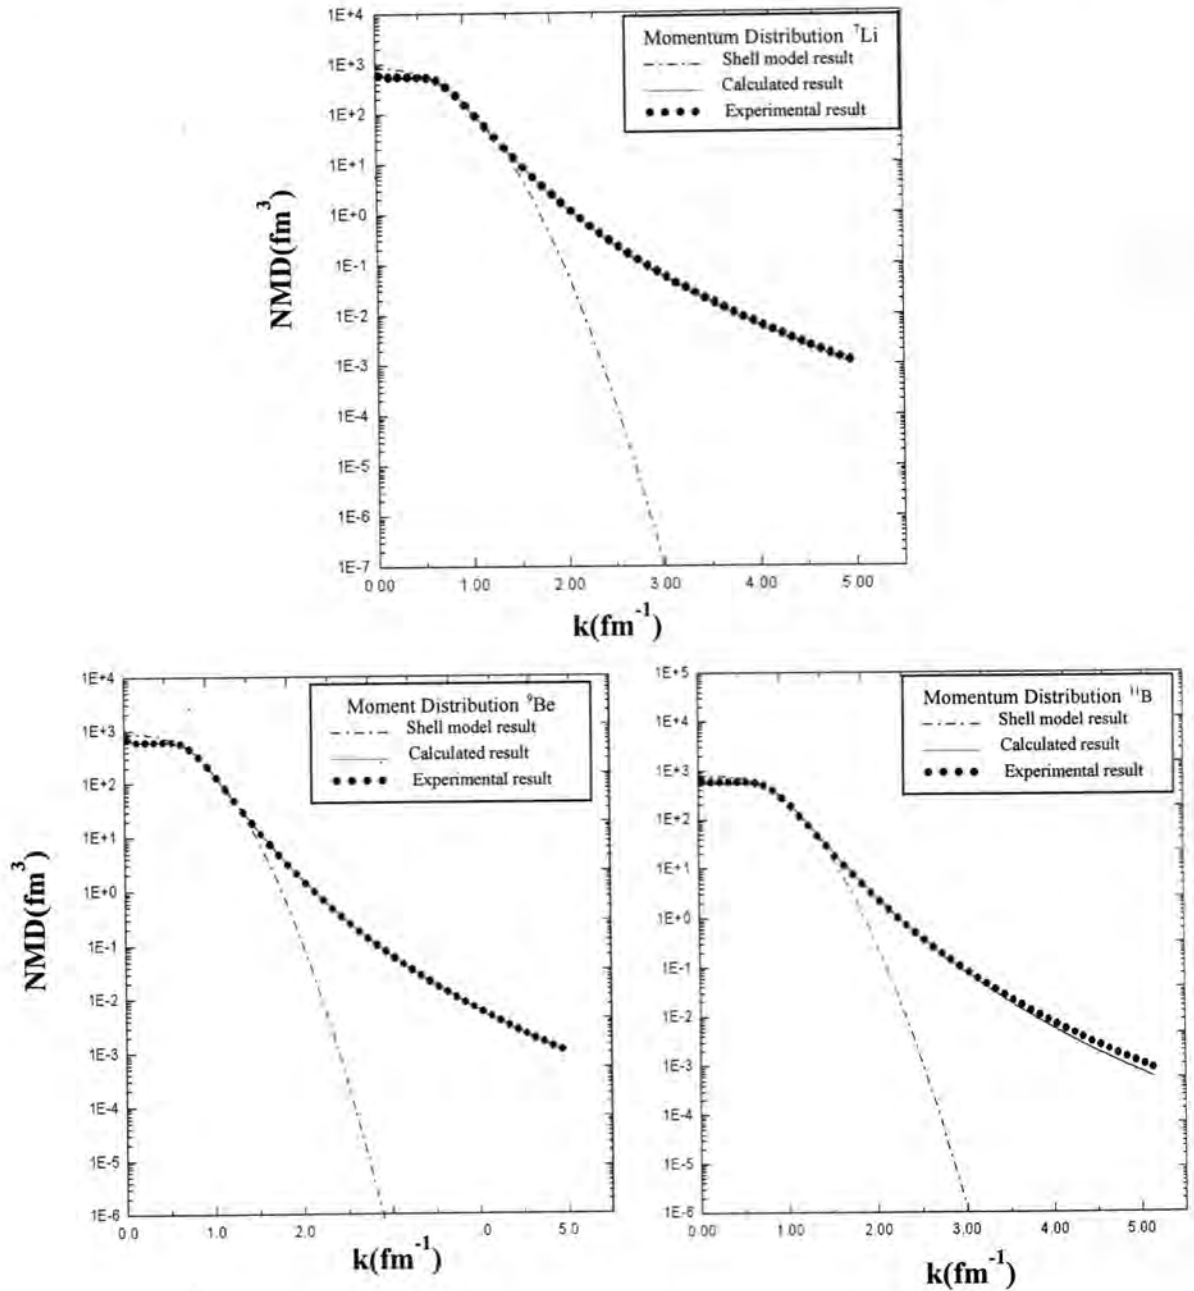 1E+4
1E+3
1E+2
1E+1
1E+0
1E-1
1E-2
1E-3
1E-4
1E-5
1E-6
1E-7
NMD(fm³)
Momentum Distribution ⁷Li
Shell model result
Calculated result
Experimental result
0.00 1.00 2.00 3.00 4.00 5.00
k(fm⁻¹)
1E+4
1E+3
1E+2
1E+1
1E+0
1E-1
1E-2
1E-3
1E-4
1E-5
1E-6
NMD(fm³)
Moment Distribution ⁹Be
Shell model result
Calculated result
Experimental result
0.0 1.0 2.0 .0 5.0
k(fm⁻¹)
1E+5
1E+4
1E+3
1E+2
1E+1
1E+0
1E-1
1E-2
1E-3
1E-4
1E-5
1E-6
Momentum Distribution ¹¹B
Shell model result
Calculated result
Experimental result
0.00 1.00 2.00 3.00 4.00 5.00
k(fm⁻¹)